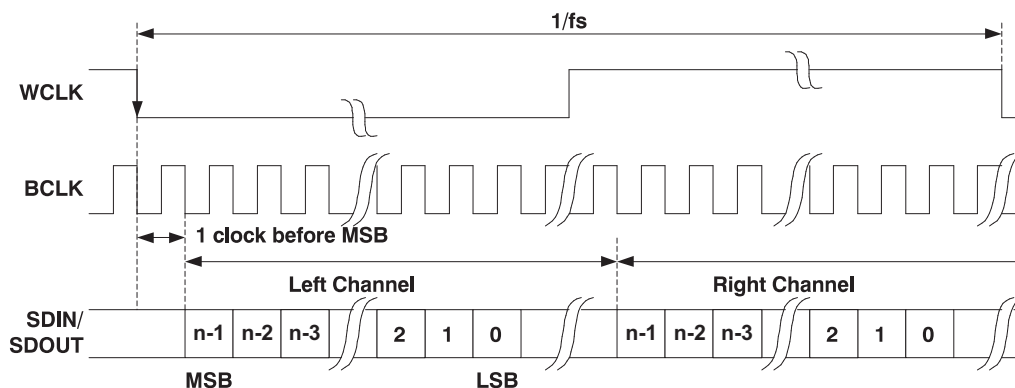 1/fs
WCLK
BCLK
1 clock before MSB
Left Channel
Right Channel
SDIN/
SDOUT
n-1 n-2 n-3 2 1 0 n-1 n-2 n-3 2 1 0
MSB LSB